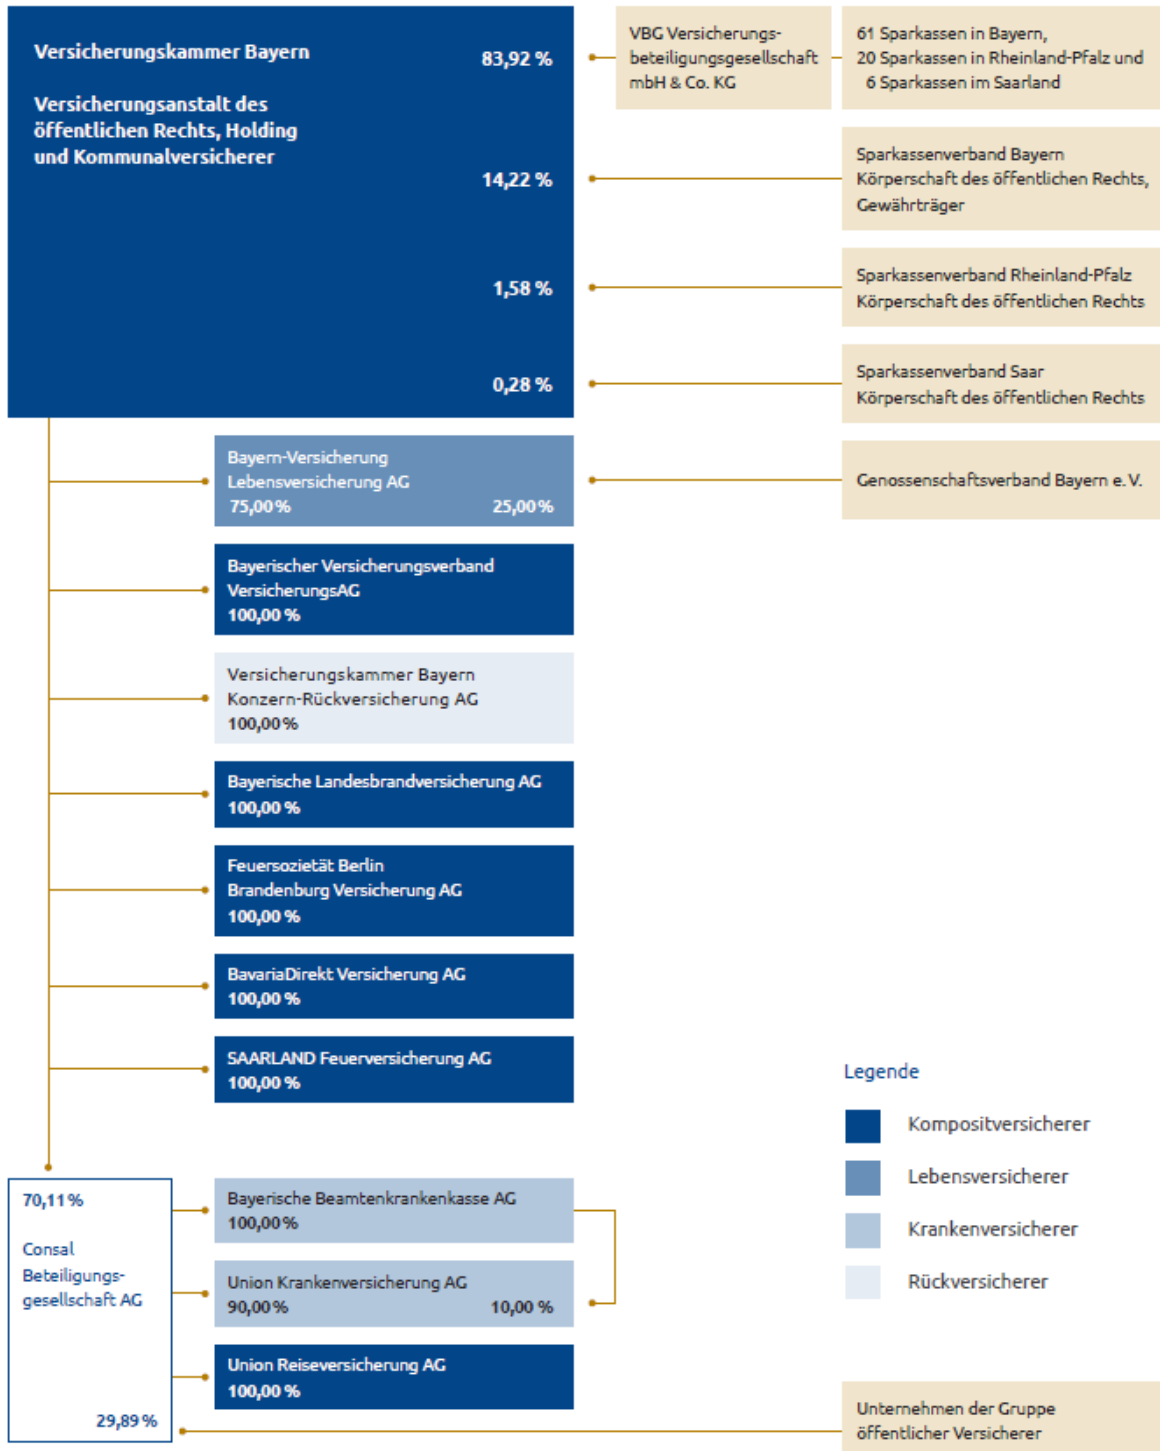 Versicherungskammer Bayern
Versicherungsanstalt des
öffentlichen Rechts, Holding
und Kommunalversicherer
83,92 %
VBG Versicherungs-
beteiligungsgesellschaft
mbH & Co. KG
61 Sparkassen in Bayern,
20 Sparkassen in Rheinland-Pfalz und
6 Sparkassen im Saarland
14,22 %
Sparkassenverband Bayern
Körperschaft des öffentlichen Rechts,
Gewährträger
1,58 %
Sparkassenverband Rheinland-Pfalz
Körperschaft des öffentlichen Rechts
0,28 %
Sparkassenverband Saar
Körperschaft des öffentlichen Rechts
Bayern-Versicherung
Lebensversicherung AG
75,00 % 25,00 %
Genossenschaftsverband Bayern e. V.
Bayerischer Versicherungsverband
VersicherungsAG
100,00 %
Versicherungskammer Bayern
Konzern-Rückversicherung AG
100,00 %
Bayerische Landesbrandversicherung AG
100,00 %
Feuersozietät Berlin
Brandenburg Versicherung AG
100,00 %
BavariaDirekt Versicherung AG
100,00 %
SAARLAND Feuerversicherung AG
100,00 %
Legende
Kompositversicherer
Lebensversicherer
Krankenversicherer
Rückversicherer
70,11 %
Consal
Beteiligungs-
gesellschaft AG
29,89 %
Bayerische Beamtenkrankenkasse AG
100,00 %
Union Krankenversicherung AG
90,00 % 10,00 %
Union Reiseversicherung AG
100,00 %
Unternehmen der Gruppe
öffentlicher Versicherer